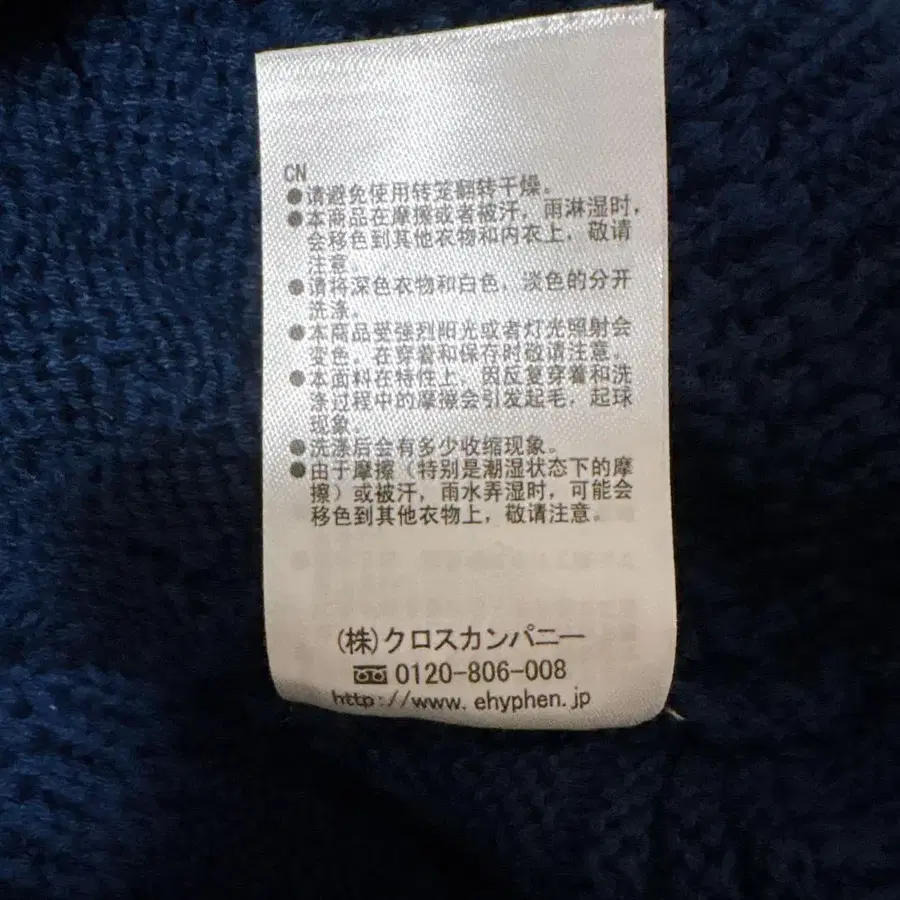 CN
●请避免使用转笼翻转干燥。
●本商品在摩擦或者被汗，雨淋湿时，
会移色到其他衣物和内衣上，敬请
注意。
●请将深色衣物和白色，淡色的分开
洗涤。
●本商品受强烈阳光或者灯光照射会
变色。在穿着和保存时敬请注意。
●本面料在特性上，因反复穿着和洗
涤过程中的摩擦会引发起毛，起球
现象。
●洗涤后会有多少收缩现象。
●由于摩擦（特别是潮湿状态下的摩
擦）或被汗，雨水弄湿时，可能会
移色到其他衣物上，敬请注意。
(株)クロスカンパニー
0120-806-008
http://www.ehyphen.jp